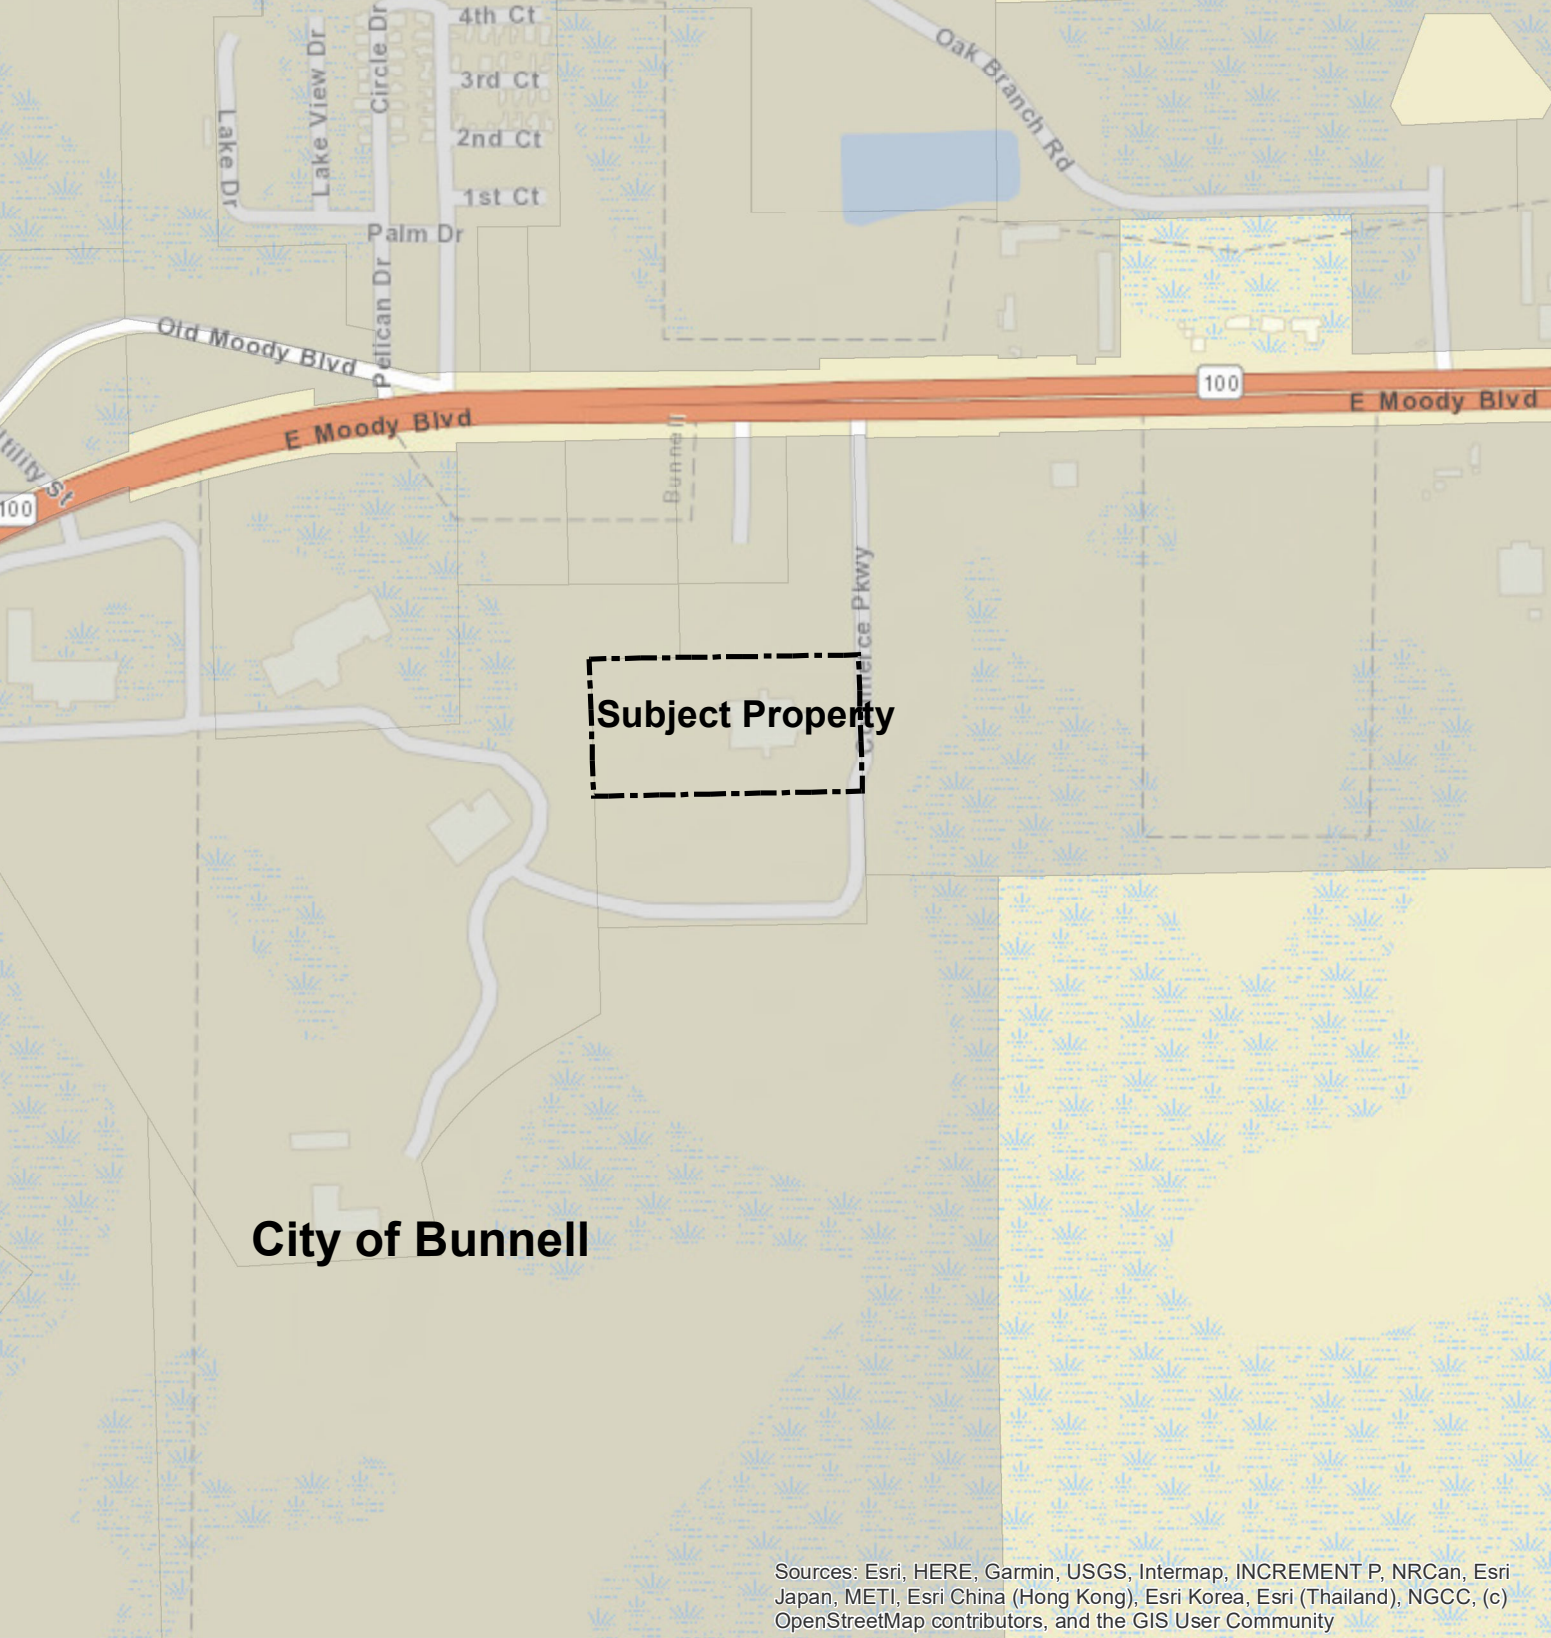 4th Ct
Oak Branch Rd
Lake View Dr
Circle Dr
3rd Ct
Lake Dr
2nd Ct
1st Ct
Palm Dr
Pelican Dr
Old Moody Blvd
100
E Moody Blvd
E Moody Blvd
Bunnell
tility St
100
Commerce Pkwy
Subject Property
City of Bunnell
Sources: Esri, HERE, Garmin, USGS, Intermap, INCREMENT P, NRCan, Esri
Japan, METI, Esri China (Hong Kong), Esri Korea, Esri (Thailand), NGCC, (c)
OpenStreetMap contributors, and the GIS User Community